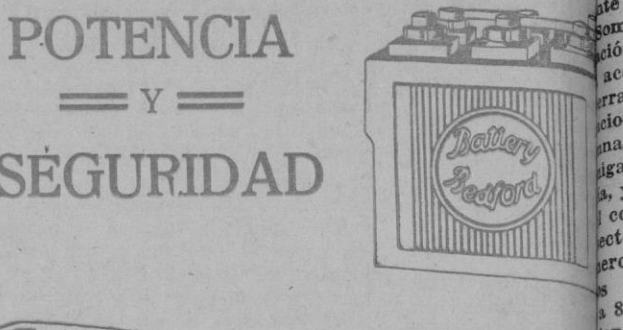 POTENCIA
Y
SEGURIDAD
Battery
Bedford